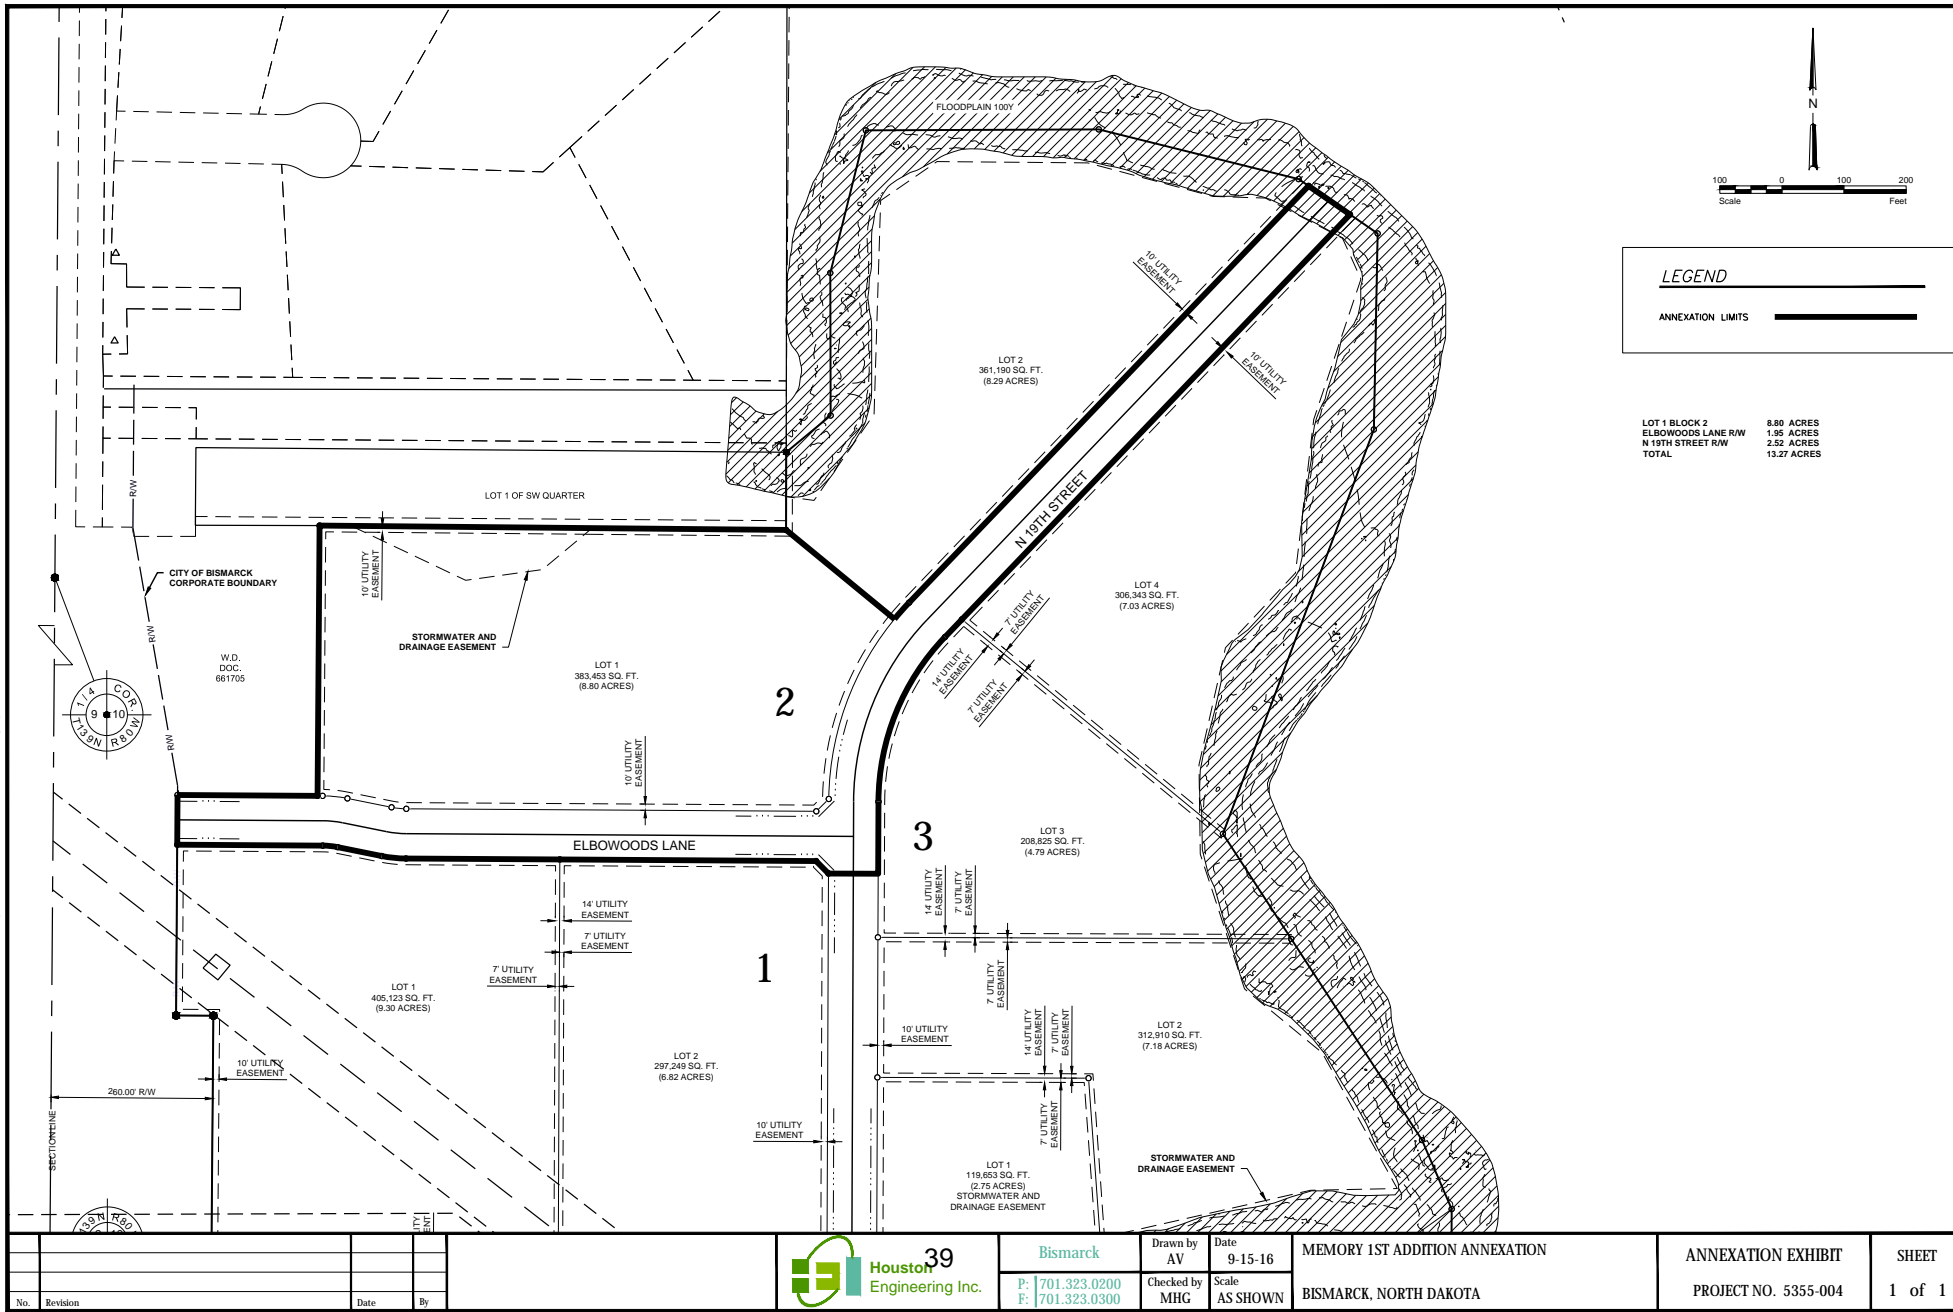 FLOODPLAIN 100Y
N
100 0 100 200
Scale Feet
LEGEND
ANNEXATION LIMITS
LOT 1 BLOCK 2 8.80 ACRES
ELBOWOODS LANE R/W 1.95 ACRES
N 19TH STREET R/W 2.52 ACRES
TOTAL 13.27 ACRES
10' UTILITY
EASEMENT
10' UTILITY
EASEMENT
LOT 2
361,190 SQ. FT.
(8.29 ACRES)
N 19TH STREET
R/W
LOT 1 OF SW QUARTER
CITY OF BISMARCK
CORPORATE BOUNDARY
10' UTILITY
EASEMENT
STORMWATER AND
DRAINAGE EASEMENT
R/W
W.D.
DOC.
661705
LOT 1
383,453 SQ. FT.
(8.80 ACRES)
2
LOT 4
306,343 SQ. FT.
(7.03 ACRES)
7' UTILITY
EASEMENT
14' UTILITY
EASEMENT
7' UTILITY
EASEMENT
1/4 COR.
9 10
T139N R80W
R/W
10' UTILITY
EASEMENT
ELBOWOODS LANE
3
LOT 3
208,825 SQ. FT.
(4.79 ACRES)
14' UTILITY
EASEMENT
7' UTILITY
EASEMENT
14' UTILITY
EASEMENT
7' UTILITY
EASEMENT
7' UTILITY
EASEMENT
1
7' UTILITY
EASEMENT
LOT 1
405,123 SQ. FT.
(9.30 ACRES)
LOT 2
297,249 SQ. FT.
(6.82 ACRES)
10' UTILITY
EASEMENT
14' UTILITY
EASEMENT
7' UTILITY
EASEMENT
LOT 2
312,910 SQ. FT.
(7.18 ACRES)
10' UTILITY
EASEMENT
260.00' R/W
SECTION LINE
10' UTILITY
EASEMENT
7' UTILITY
EASEMENT
LOT 1
119,653 SQ. FT.
(2.75 ACRES)
STORMWATER AND
DRAINAGE EASEMENT
STORMWATER AND
DRAINAGE EASEMENT
No. Revision Date By
39
Houston
Engineering Inc.
Bismarck
P: 701.323.0200
F: 701.323.0300
Drawn by
AV
Date
9-15-16
Checked by
MHG
Scale
AS SHOWN
MEMORY 1ST ADDITION ANNEXATION
BISMARCK, NORTH DAKOTA
ANNEXATION EXHIBIT
PROJECT NO. 5355-004
SHEET
1 of 1